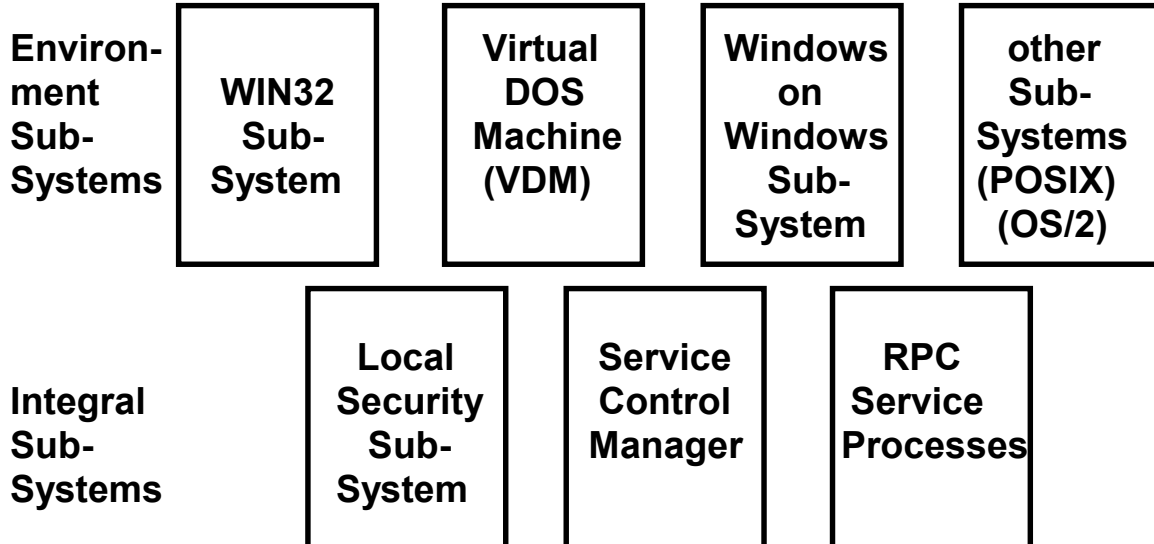 Environ-
ment
Sub-
Systems
WIN32
Sub-
System
Virtual
DOS
Machine
(VDM)
Windows
on
Windows
Sub-
System
other
Sub-
Systems
(POSIX)
(OS/2)
Integral
Sub-
Systems
Local
Security
Sub-
System
Service
Control
Manager
RPC
Service
Processes